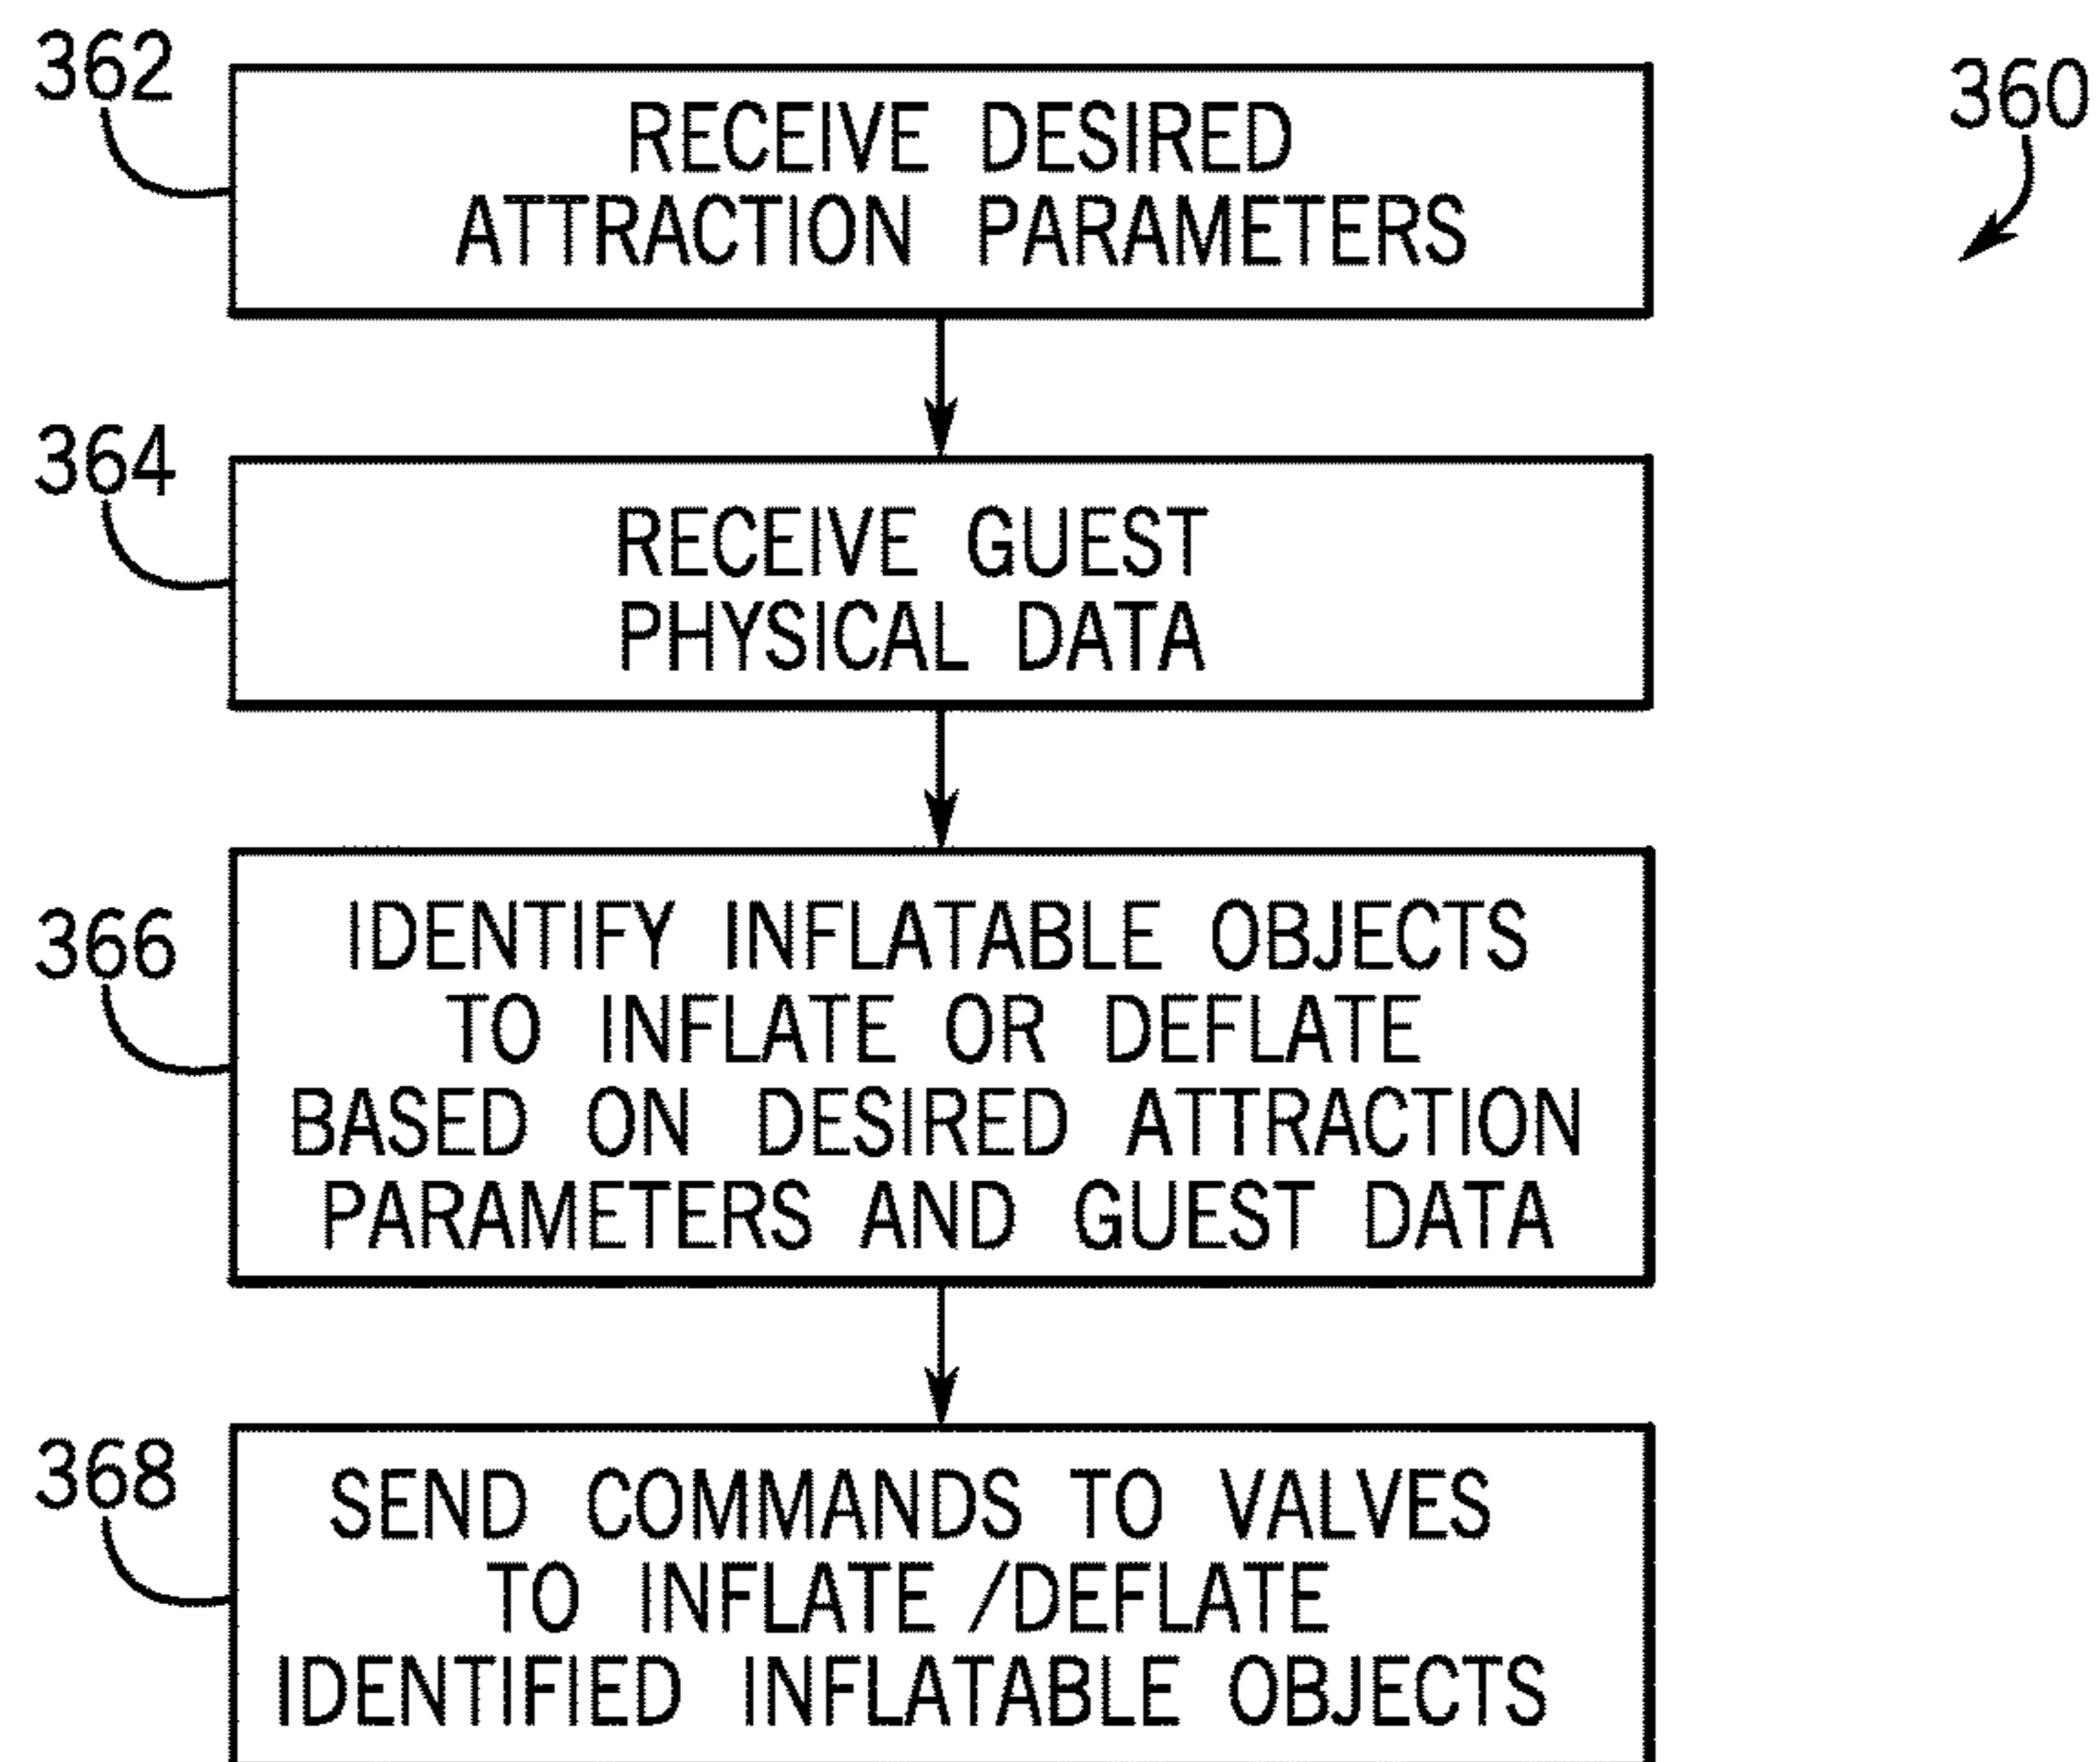 362
RECEIVE DESIRED
ATTRACTION PARAMETERS
360
364
RECEIVE GUEST
PHYSICAL DATA
366
IDENTIFY INFLATABLE OBJECTS
TO INFLATE OR DEFLATE
BASED ON DESIRED ATTRACTION
PARAMETERS AND GUEST DATA
368
SEND COMMANDS TO VALVES
TO INFLATE /DEFLATE
IDENTIFIED INFLATABLE OBJECTS